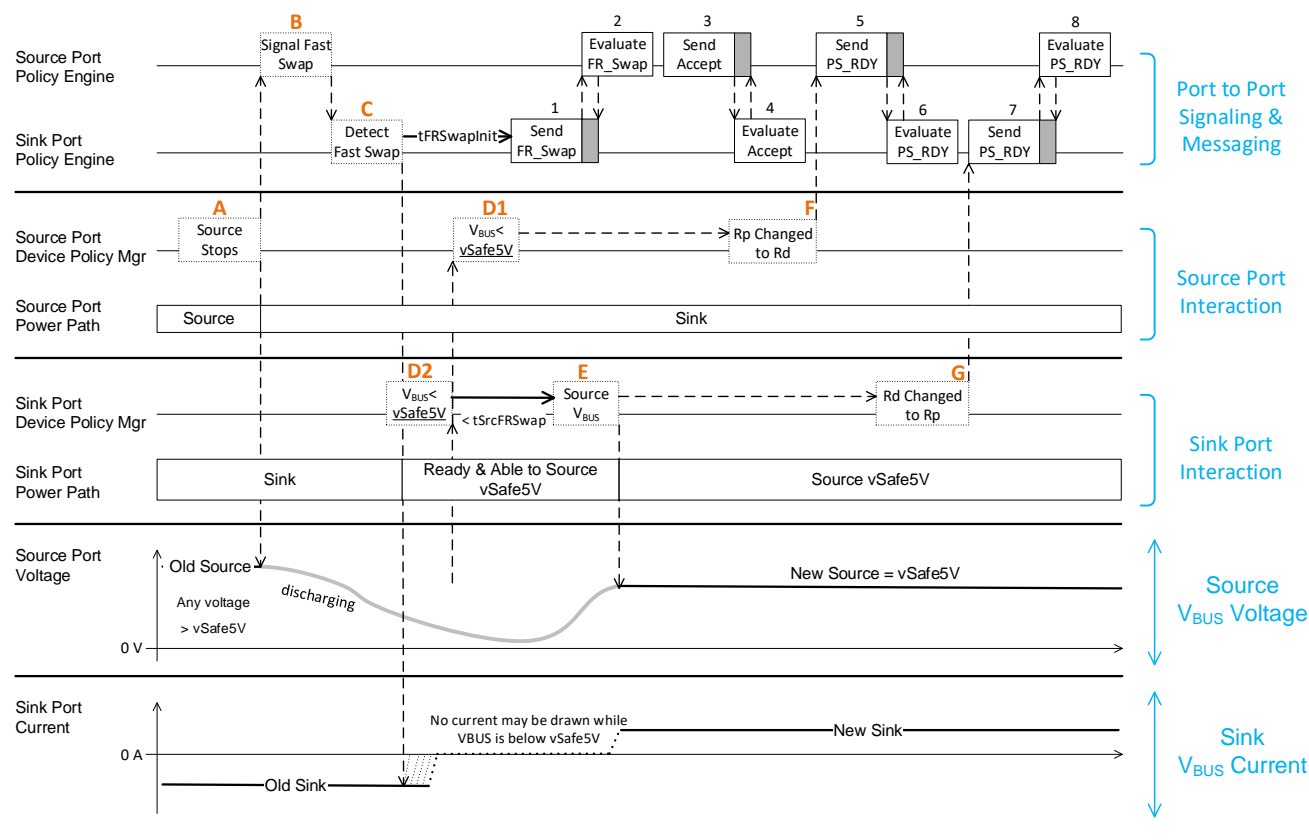 B
2
3
5
8
Source Port
Policy Engine
Signal Fast
Swap
Evaluate
FR_Swap
Send
Accept
Send
PS_RDY
Evaluate
PS_RDY
C
1
4
6
7
Sink Port
Policy Engine
Detect
Fast Swap
tFRSwapInit
Send
FR_Swap
Evaluate
Accept
Evaluate
PS_RDY
Send
PS_RDY
Port to Port
Signaling &
Messaging
A
D1
F
Source Port
Device Policy Mgr
Source
Stops
VBUS<
vSafe5V
Rp Changed
to Rd
Source Port
Power Path
Source
Sink
Source Port
Interaction
D2
E
G
Sink Port
Device Policy Mgr
VBUS<
vSafe5V
< tSrcFRSwap
Source
VBUS
Rd Changed
to Rp
Sink Port
Power Path
Sink
Ready & Able to Source
vSafe5V
Source vSafe5V
Sink Port
Interaction
Source Port
Voltage
Old Source
Any voltage
> vSafe5V
discharging
New Source = vSafe5V
0 V
Source
VBUS Voltage
Sink Port
Current
No current may be drawn while
VBUS is below vSafe5V
New Sink
0 A
Old Sink
Sink
VBUS Current